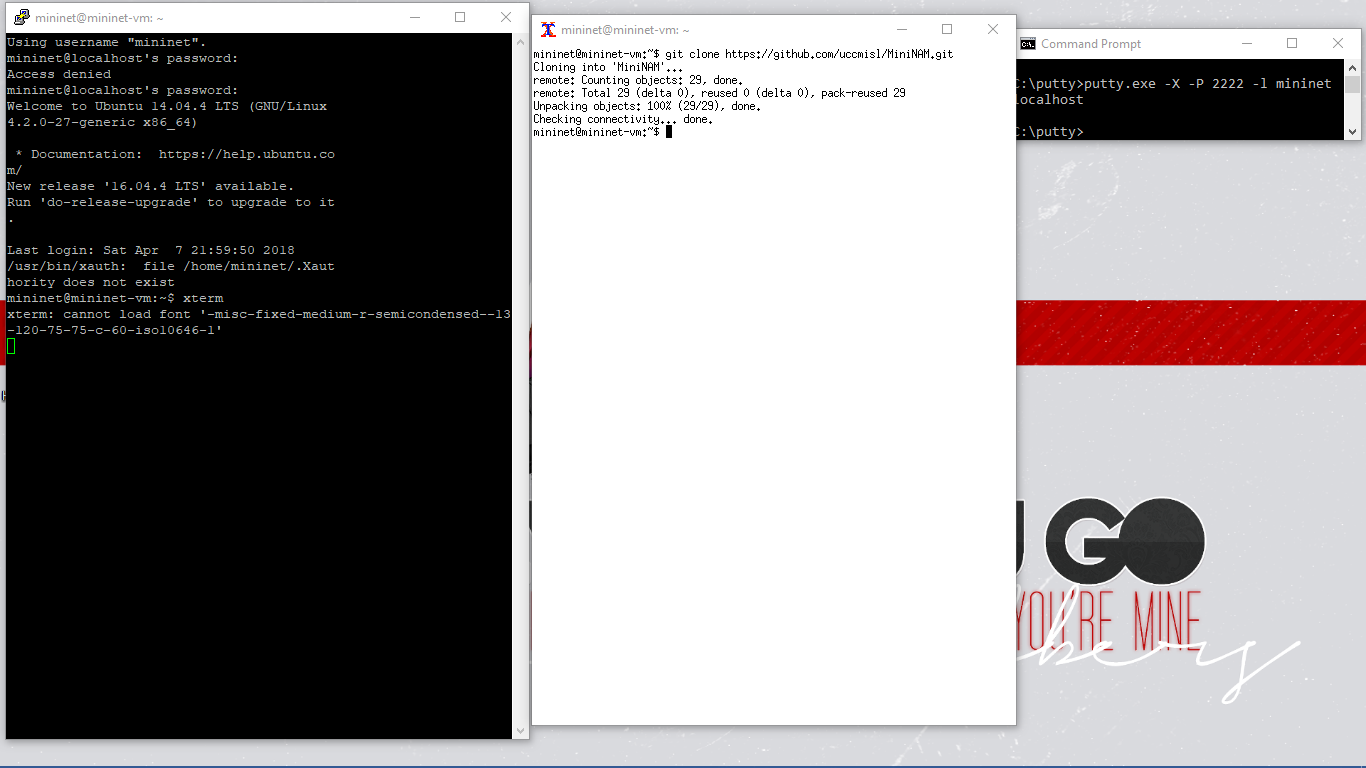 mininet@mininet-vm: ~
Using username "mininet".
mininet@localhost's password:
Access denied
mininet@localhost's password:
Welcome to Ubuntu 14.04.4 LTS (GNU/Linux
4.2.0-27-generic x86_64)
* Documentation:  https://help.ubuntu.co
m/
New release '16.04.4 LTS' available.
Run 'do-release-upgrade' to upgrade to it
.
Last login: Sat Apr  7 21:59:50 2018
/usr/bin/xauth:  file /home/mininet/.Xaut
hority does not exist
mininet@mininet-vm:~$ xterm
xterm: cannot load font '-misc-fixed-medium-r-semicondensed--13
-120-75-75-c-60-iso10646-1'
mininet@mininet-vm: ~
mininet@mininet-vm:~$ git clone https://github.com/uccmisl/MiniNAM.git
Cloning into 'MiniNAM'...
remote: Counting objects: 29, done.
remote: Total 29 (delta 0), reused 0 (delta 0), pack-reused 29
Unpacking objects: 100% (29/29), done.
Checking connectivity... done.
mininet@mininet-vm:~$
Command Prompt
C:\putty>putty.exe -X -P 2222 -l mininet
localhost
C:\putty>
GO
YOU'RE MINE